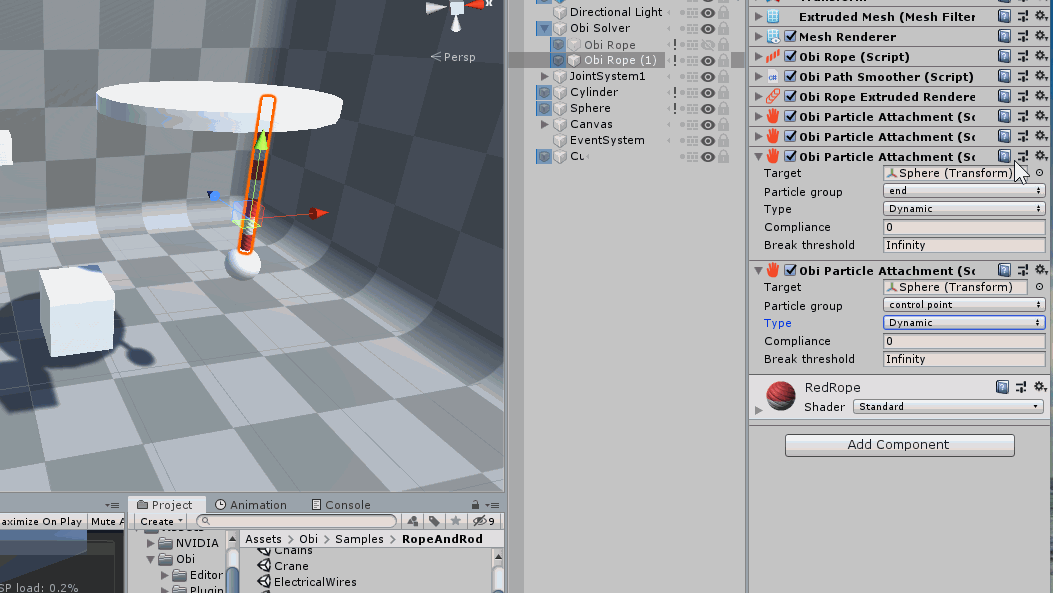 x
Persp
Directional Light
Obi Solver
Obi Rope
Obi Rope (1)
JointSystem1
Cylinder
Sphere
Canvas
EventSystem
Cu
Extruded Mesh (Mesh Filter
Mesh Renderer
Obi Rope (Script)
Obi Path Smoother (Script)
Obi Rope Extruded Rendere
Obi Particle Attachment (Sc
Obi Particle Attachment (Sc
Obi Particle Attachment (Sc
Target Sphere (Transform)
Particle group end
Type Dynamic
Compliance 0
Break threshold Infinity
Obi Particle Attachment (Sc
Target Sphere (Transform)
Particle group control point
Type Dynamic
Compliance 0
Break threshold Infinity
RedRope
Shader Standard
Add Component
Project Animation Console
aximize On Play Mute A
Create 9
Assets > Obi > Samples > RopeAndRod
NVIDIA
Obi
Editor
Plugin
Chains
Crane
ElectricalWires
SP load: 0.2%